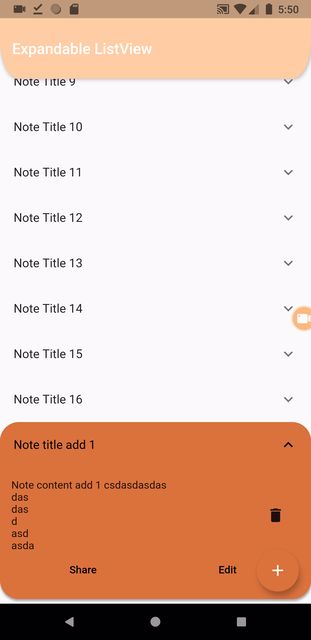 5:50
Expandable ListView
Note Title 9
Note Title 10
Note Title 11
Note Title 12
Note Title 13
Note Title 14
Note Title 15
Note Title 16
Note title add 1
Note content add 1 csdasdasdas
das
das
d
asd
asda
Share
Edit